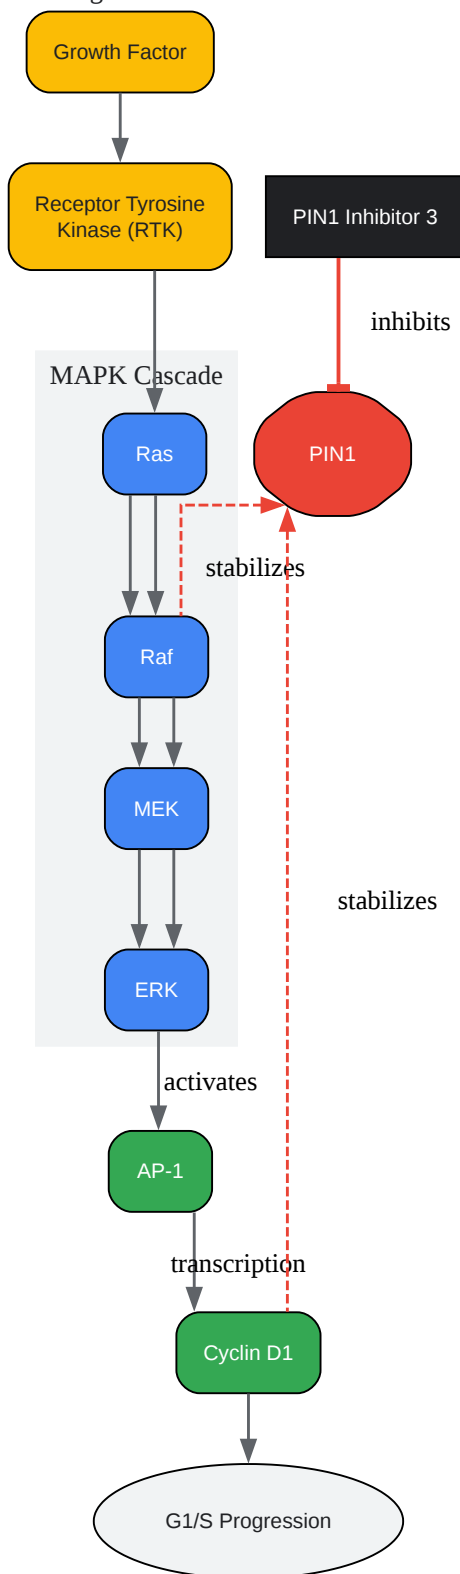 Growth Factor
Receptor Tyrosine
Kinase (RTK)
PIN1 Inhibitor 3
inhibits
MAPK Cascade
Ras
PIN1
stabilizes
Raf
MEK
stabilizes
ERK
activates
AP-1
transcription
Cyclin D1
G1/S Progression